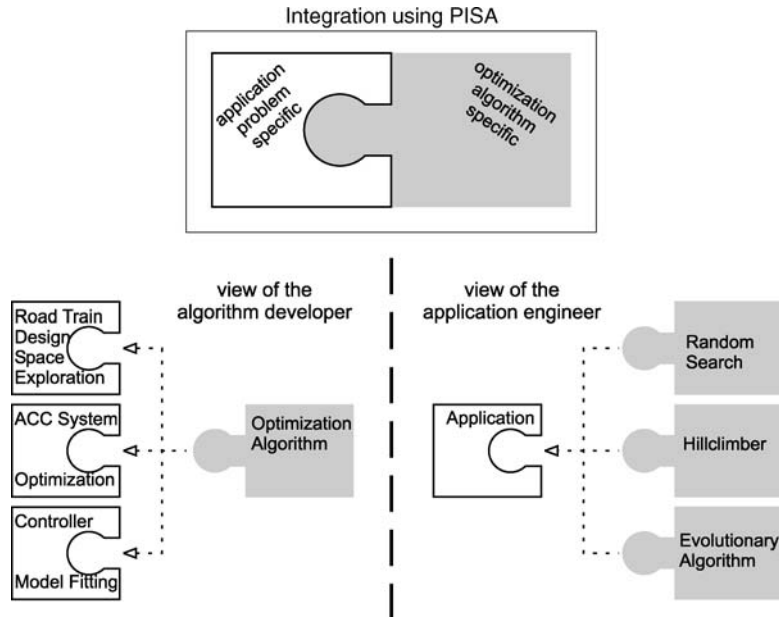 Integration using PISA
application
problem
specific
optimization
algorithm
specific
view of the
algorithm developer
view of the
application engineer
Road Train
Design
Space
Exploration
ACC System
Optimization
Controller
Model Fitting
Optimization
Algorithm
Application
Random
Search
Hillclimber
Evolutionary
Algorithm